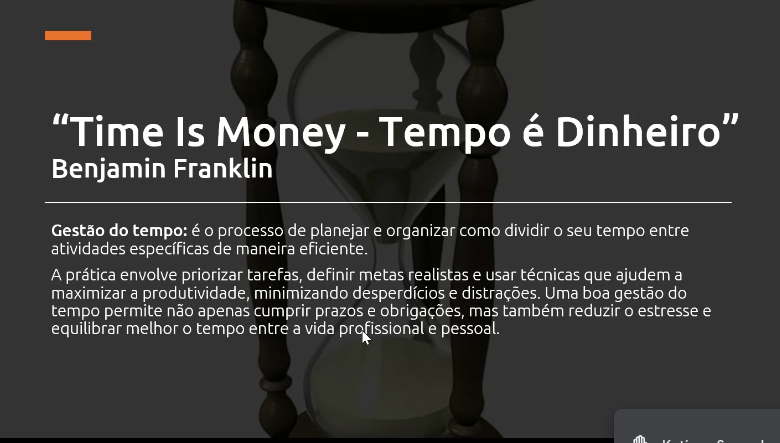 “Time Is Money - Tempo é Dinheiro”
Benjamin Franklin
Gestão do tempo: é o processo de planejar e organizar como dividir o seu tempo entre
atividades específicas de maneira eficiente.
A prática envolve priorizar tarefas, definir metas realistas e usar técnicas que ajudem a
maximizar a produtividade, minimizando desperdícios e distrações. Uma boa gestão do
tempo permite não apenas cumprir prazos e obrigações, mas também reduzir o estresse e
equilibrar melhor o tempo entre a vida profissional e pessoal.